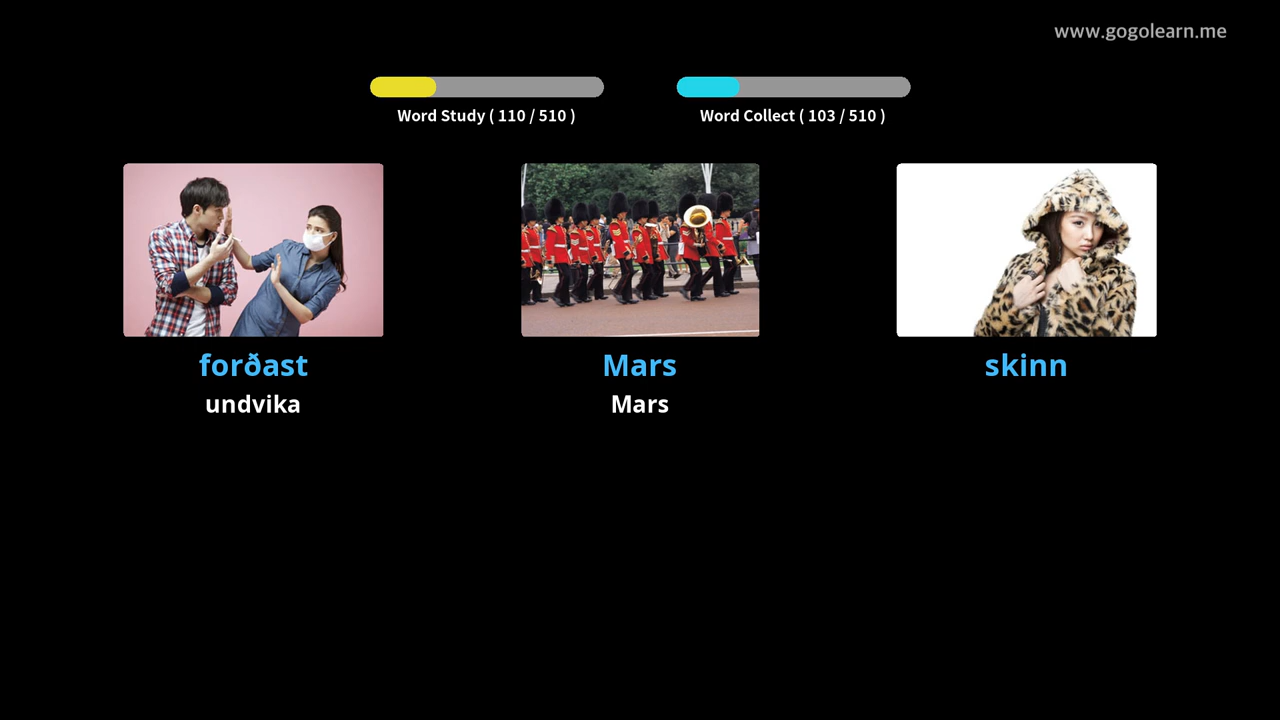 www.gogolearn.me
Word Study ( 110 / 510 )
Word Collect ( 103 / 510 )
forðast
Mars
skinn
undvika
Mars